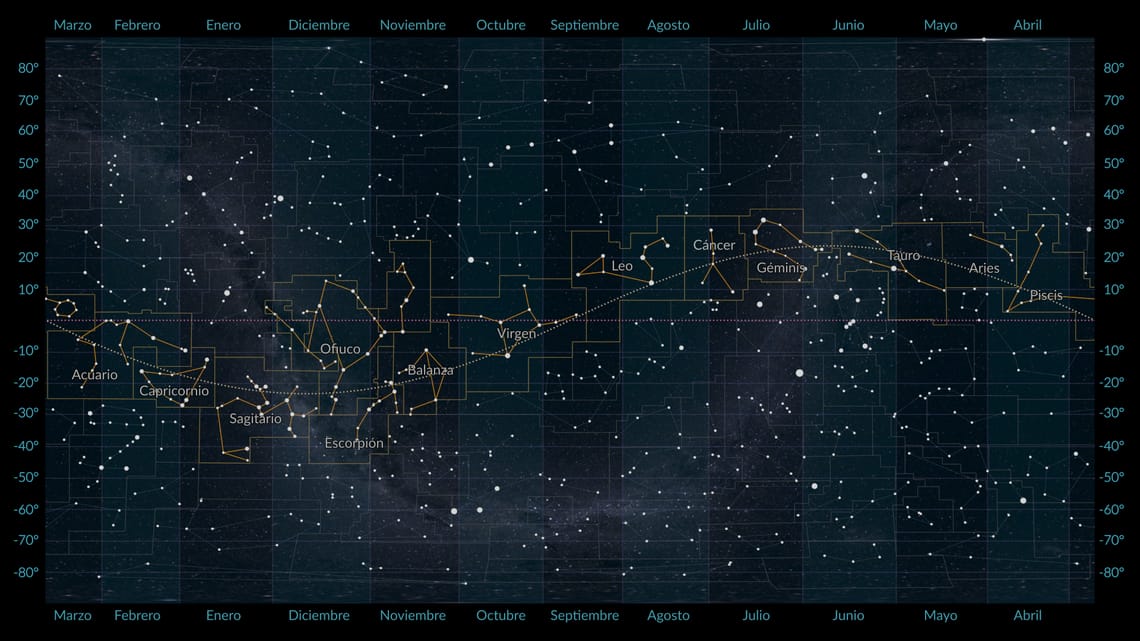 Marzo Febrero Enero Diciembre Noviembre Octubre Septiembre Agosto Julio Junio Mayo Abril
80° 80°
70° 70°
60° 60°
50° 50°
40° 40°
30° 30°
20° Cáncer Tauro 20°
Leo Géminis Aries
10° Piscis 10°
Virgen
-10° Ofiuco -10°
Acuario Balanza
-20° Capricornio -20°
-30° Sagitario -30°
-40° Escorpión -40°
-50° -50°
-60° -60°
-70° -70°
-80° -80°
Marzo Febrero Enero Diciembre Noviembre Octubre Septiembre Agosto Julio Junio Mayo Abril